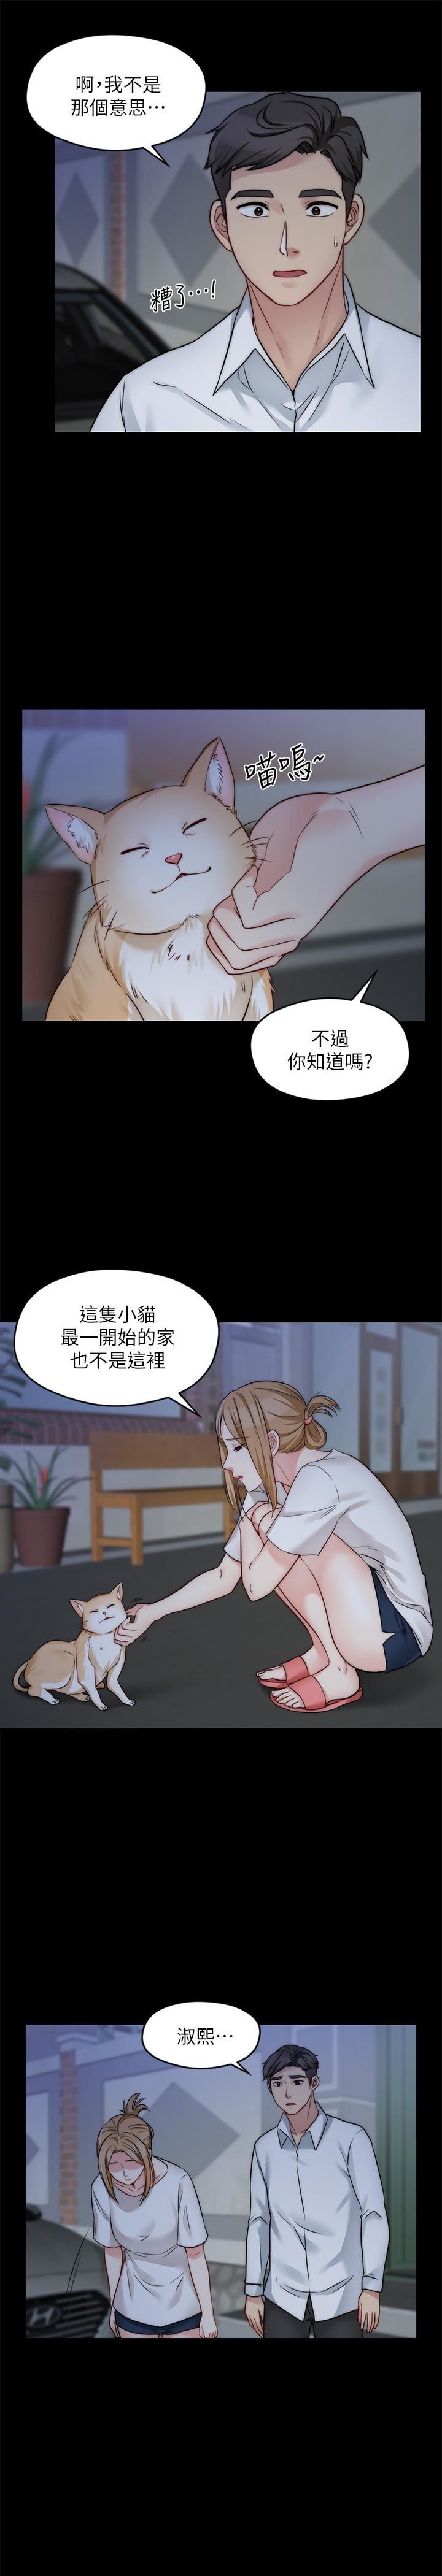 啊，我不是
那個意思…
糟了…!
喵嗚~
不過
你知道嗎?
這隻小貓
最一開始的家
也不是這裡
淑熙…